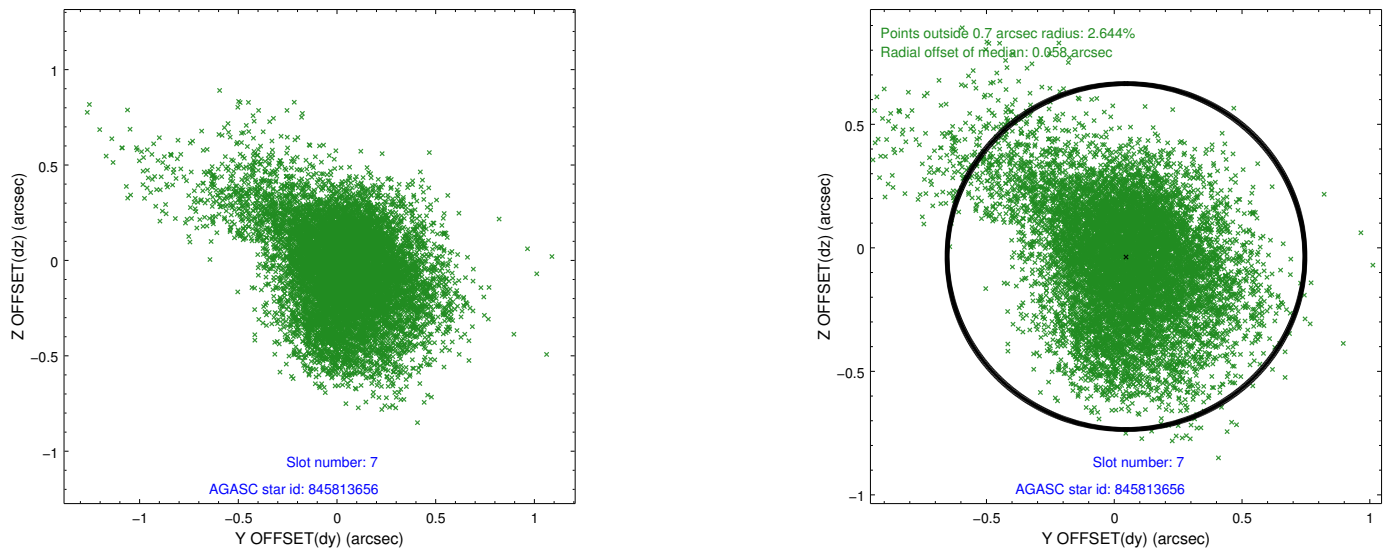 1
0.5
0
−0.5
−1
−1
−0.5
0
0.5
1
Z OFFSET(dz) (arcsec)
Y OFFSET(dy) (arcsec)
Slot number: 7
AGASC star id: 845813656
Points outside 0.7 arcsec radius: 2.644%
Radial offset of median: 0.058 arcsec
0.5
0
−0.5
−1
−0.5
0
0.5
1
Z OFFSET(dz) (arcsec)
Y OFFSET(dy) (arcsec)
Slot number: 7
AGASC star id: 845813656